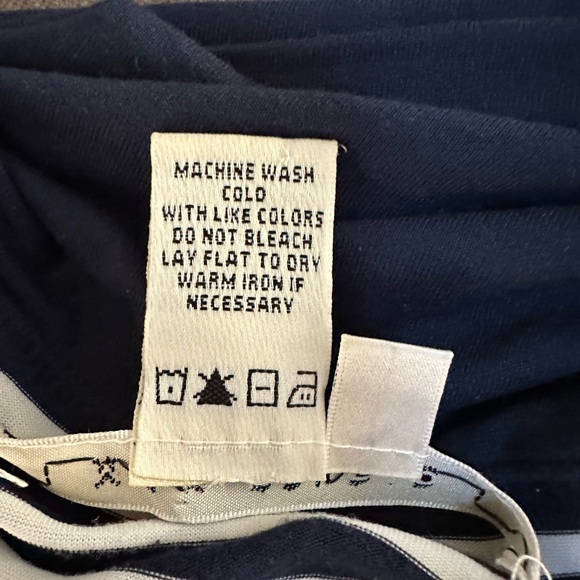 MACHINE WASH
COLD
WITH LIKE COLORS
DO NOT BLEACH
LAY FLAT TO DRY
WARM IRON IF
NECESSARY